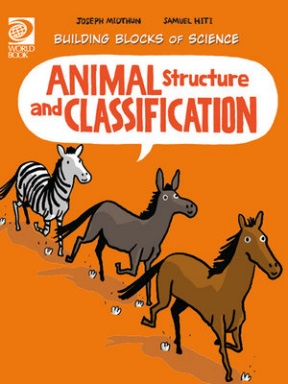 JOSEPH MIDTHUN SAMUEL HITI
WORLD
BOOK
BUILDING BLOCKS OF SCIENCE
ANIMAL Structure
and CLASSIFICATION